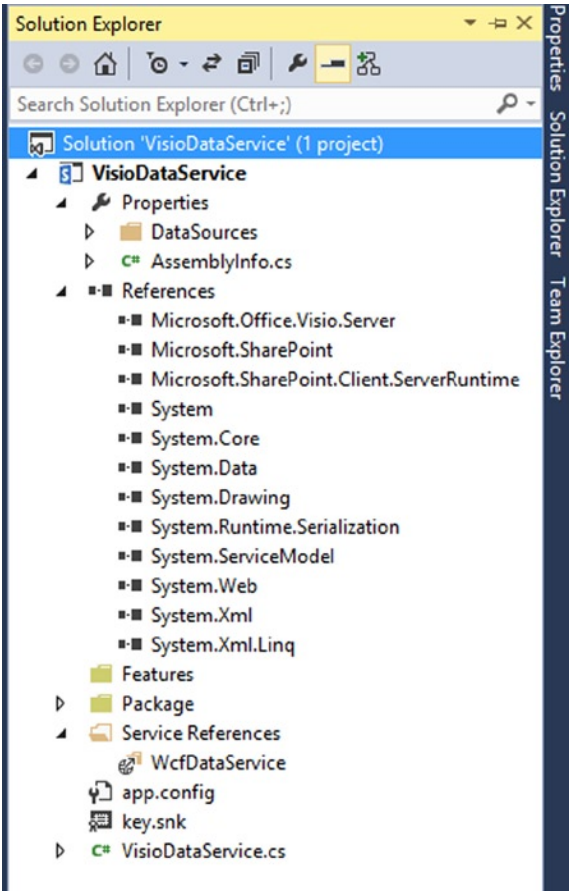 Solution Explorer
Search Solution Explorer (Ctrl+;)
Solution 'VisioDataService' (1 project)
VisioDataService
Properties
DataSources
C# AssemblyInfo.cs
References
Microsoft.Office.Visio.Server
Microsoft.SharePoint
Microsoft.SharePoint.Client.ServerRuntime
System
System.Core
System.Data
System.Drawing
System.Runtime.Serialization
System.ServiceModel
System.Web
System.Xml
System.Xml.Linq
Features
Package
Service References
WcfDataService
app.config
key.snk
C# VisioDataService.cs
Properties
Solution Explorer
Team Explorer